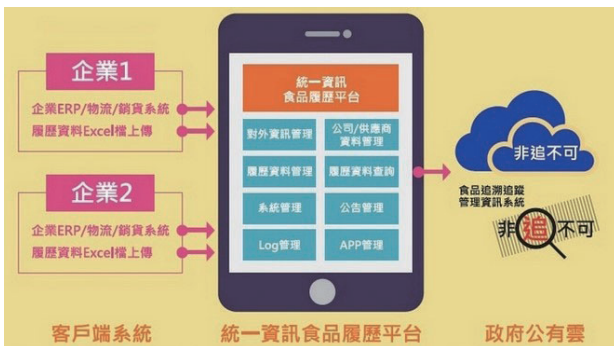 企業1
企業ERP/物流/銷貨系統
履歷資料Excel檔上傳
企業2
企業ERP/物流/銷貨系統
履歷資料Excel檔上傳
客戶端系統
統一資訊
食品履歷平台
對外資訊管理
公司/供應商
資料管理
履歷資料管理
履歷資料查詢
系統管理
公告管理
Log管理
APP管理
統一資訊食品履歷平台
非追不可
食品追溯追蹤
管理資訊系統
非追不可
政府公有雲